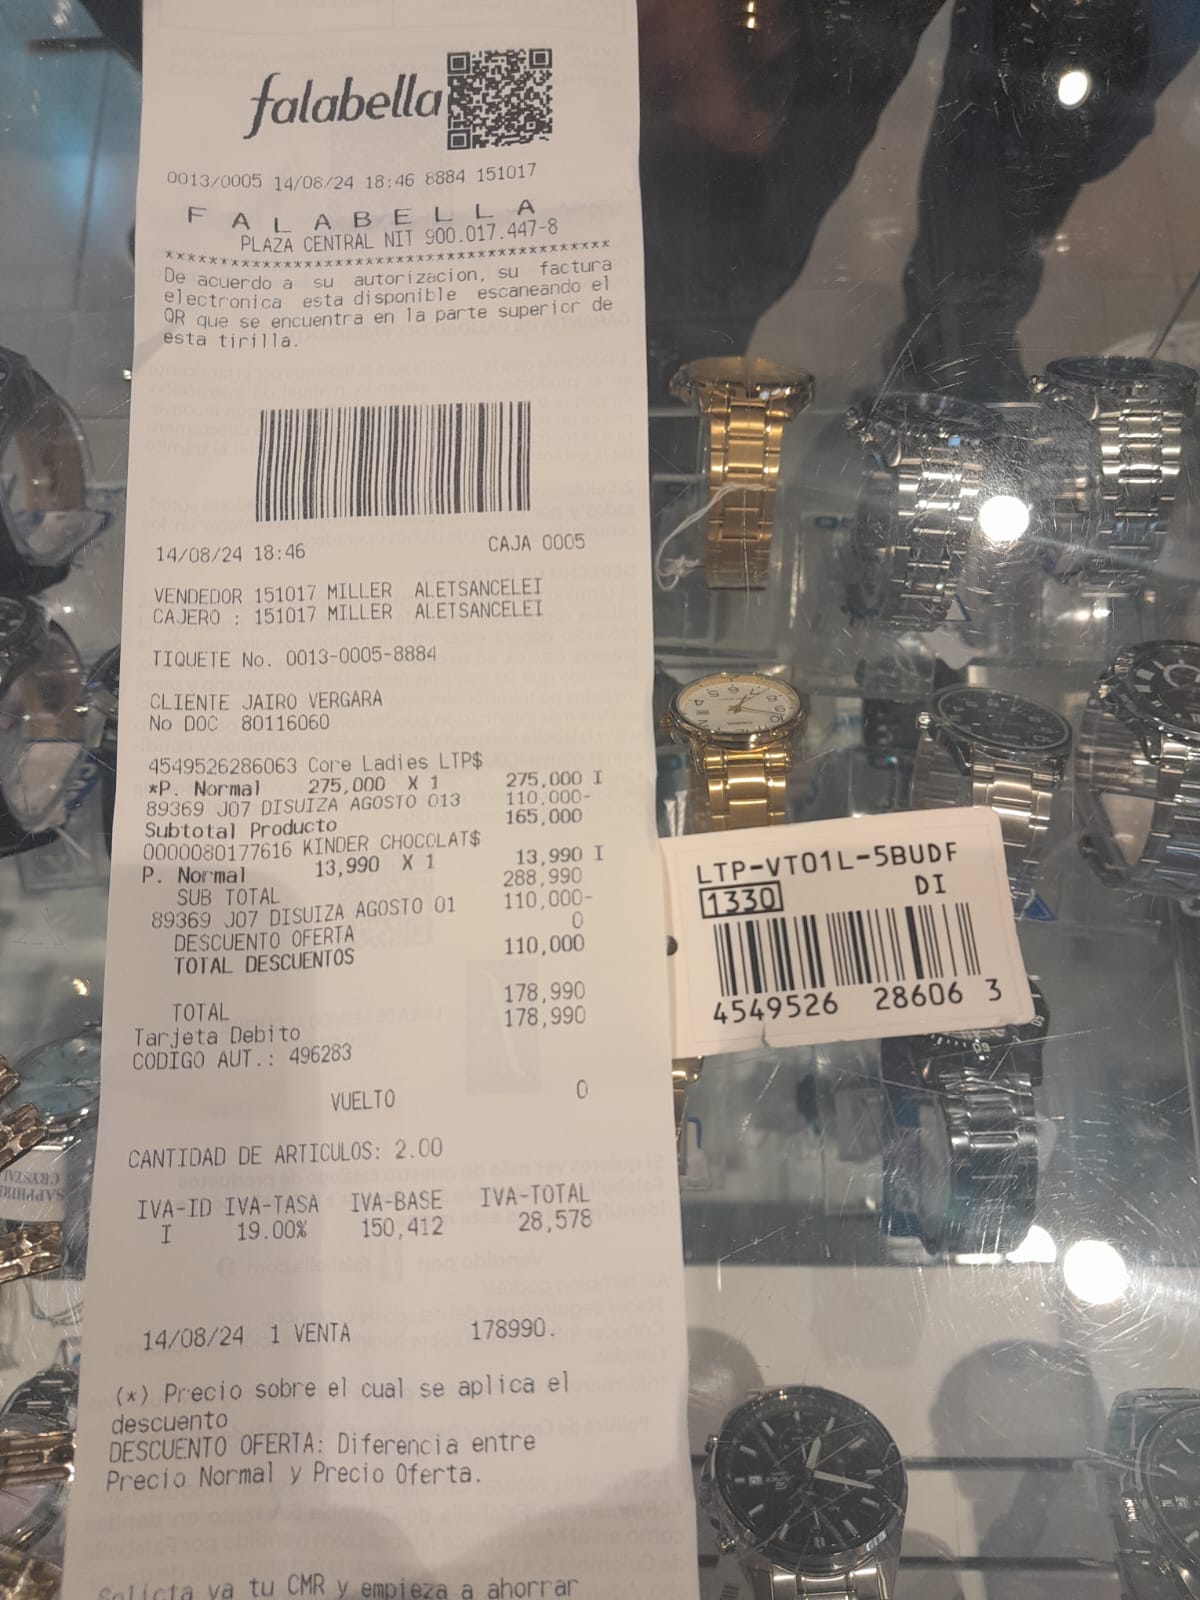 falabella
0013/0005 14/08/24 18:46 8884 151017
F A L A B E L L A
PLAZA CENTRAL NIT 900.017.447-8
******************************************
De acuerdo a su autorizacion, su factura
electronica esta disponible escaneando el
QR que se encuentra en la parte superior de
esta tirilla.
14/08/24 18:46 CAJA 0005
VENDEDOR 151017 MILLER ALETSANCELEI
CAJERO : 151017 MILLER ALETSANCELEI
TIQUETE No. 0013-0005-8884
CLIENTE JAIRO VERGARA
No DOC 80116060
4549526286063 Core Ladies LTP$
*P. Normal 275,000 X 1 275,000 I
89369 J07 DISUIZA AGOSTO 013 110,000-
Subtotal Producto 165,000
0000080177616 KINDER CHOCOLAT$
P. Normal 13,990 X 1 13,990 I
SUB TOTAL 288,990
89369 J07 DISUIZA AGOSTO 01 110,000-
DESCUENTO OFERTA 0
TOTAL DESCUENTOS 110,000
TOTAL 178,990
Tarjeta Debito 178,990
CODIGO AUT.: 496283
VUELTO 0
CANTIDAD DE ARTICULOS: 2.00
IVA-ID IVA-TASA IVA-BASE IVA-TOTAL
I 19.00% 150,412 28,578
14/08/24 1 VENTA 178990.
(*) Precio sobre el cual se aplica el
descuento
DESCUENTO OFERTA: Diferencia entre
Precio Normal y Precio Oferta.
Solicta ya tu CMR y empieza a ahorrar
LTP-VT01L-5BUDF
1330 DI
4549526 28606 3
SAPPHIRE
CRYSTAL